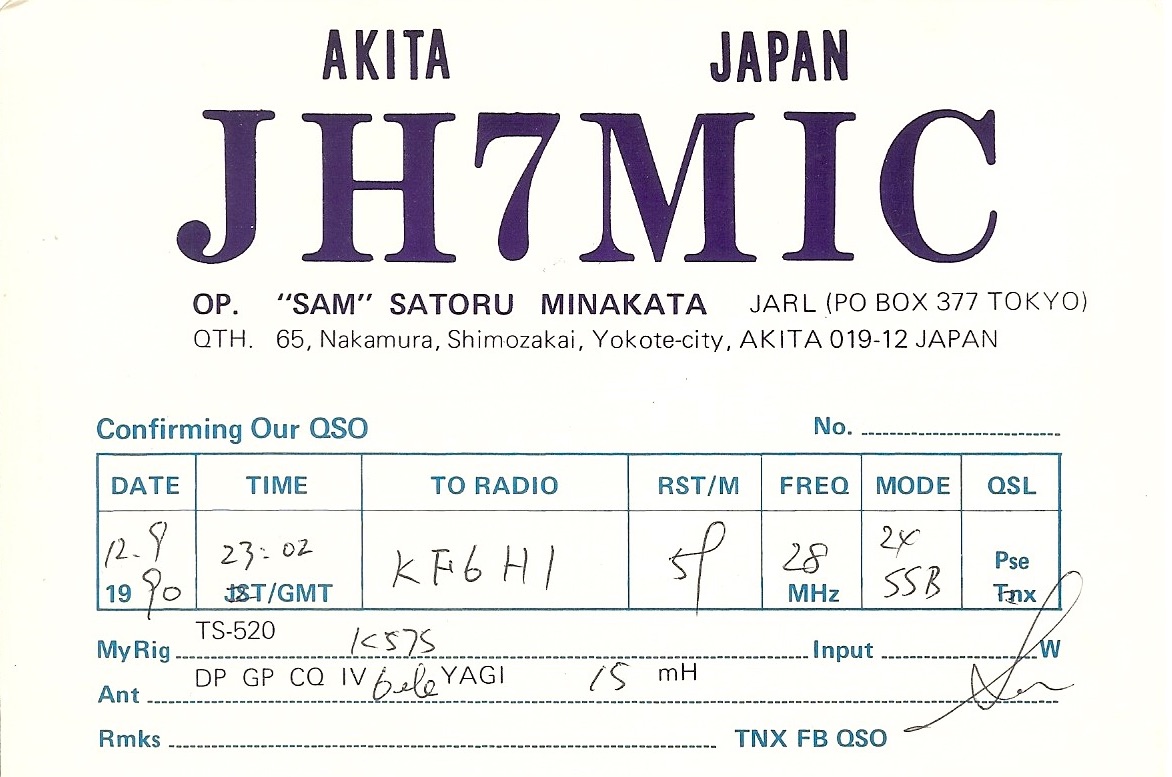 AKITA JAPAN
JH7MIC
OP. "SAM" SATORU MINAKATA JARL (PO BOX 377 TOKYO)
QTH. 65, Nakamura, Shimozakai, Yokote-city, AKITA 019-12 JAPAN
Confirming Our QSO No.
DATE TIME TO RADIO RST/M FREQ MODE QSL
12.9 23:02 KF6HI 59 28 2X Pse
1990 JST/GMT MHz SSB Tnx
TS-520
My Rig K575 Input W
DP GP CQ IV 6ele YAGI 15 mH
Ant
Rmks TNX FB QSO